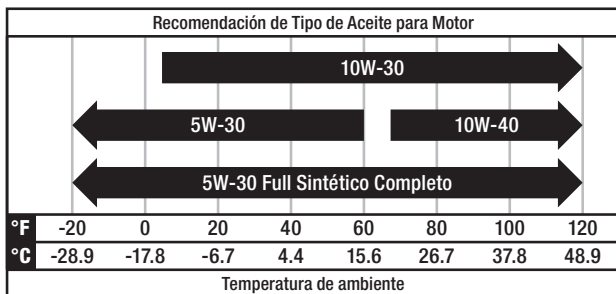 Recomendación de Tipo de Aceite para Motor
10W-30
5W-30 10W-40
5W-30 Full Sintético Completo
°F -20 0 20 40 60 80 100 120
°C -28.9 -17.8 -6.7 4.4 15.6 26.7 37.8 48.9
Temperatura de ambiente